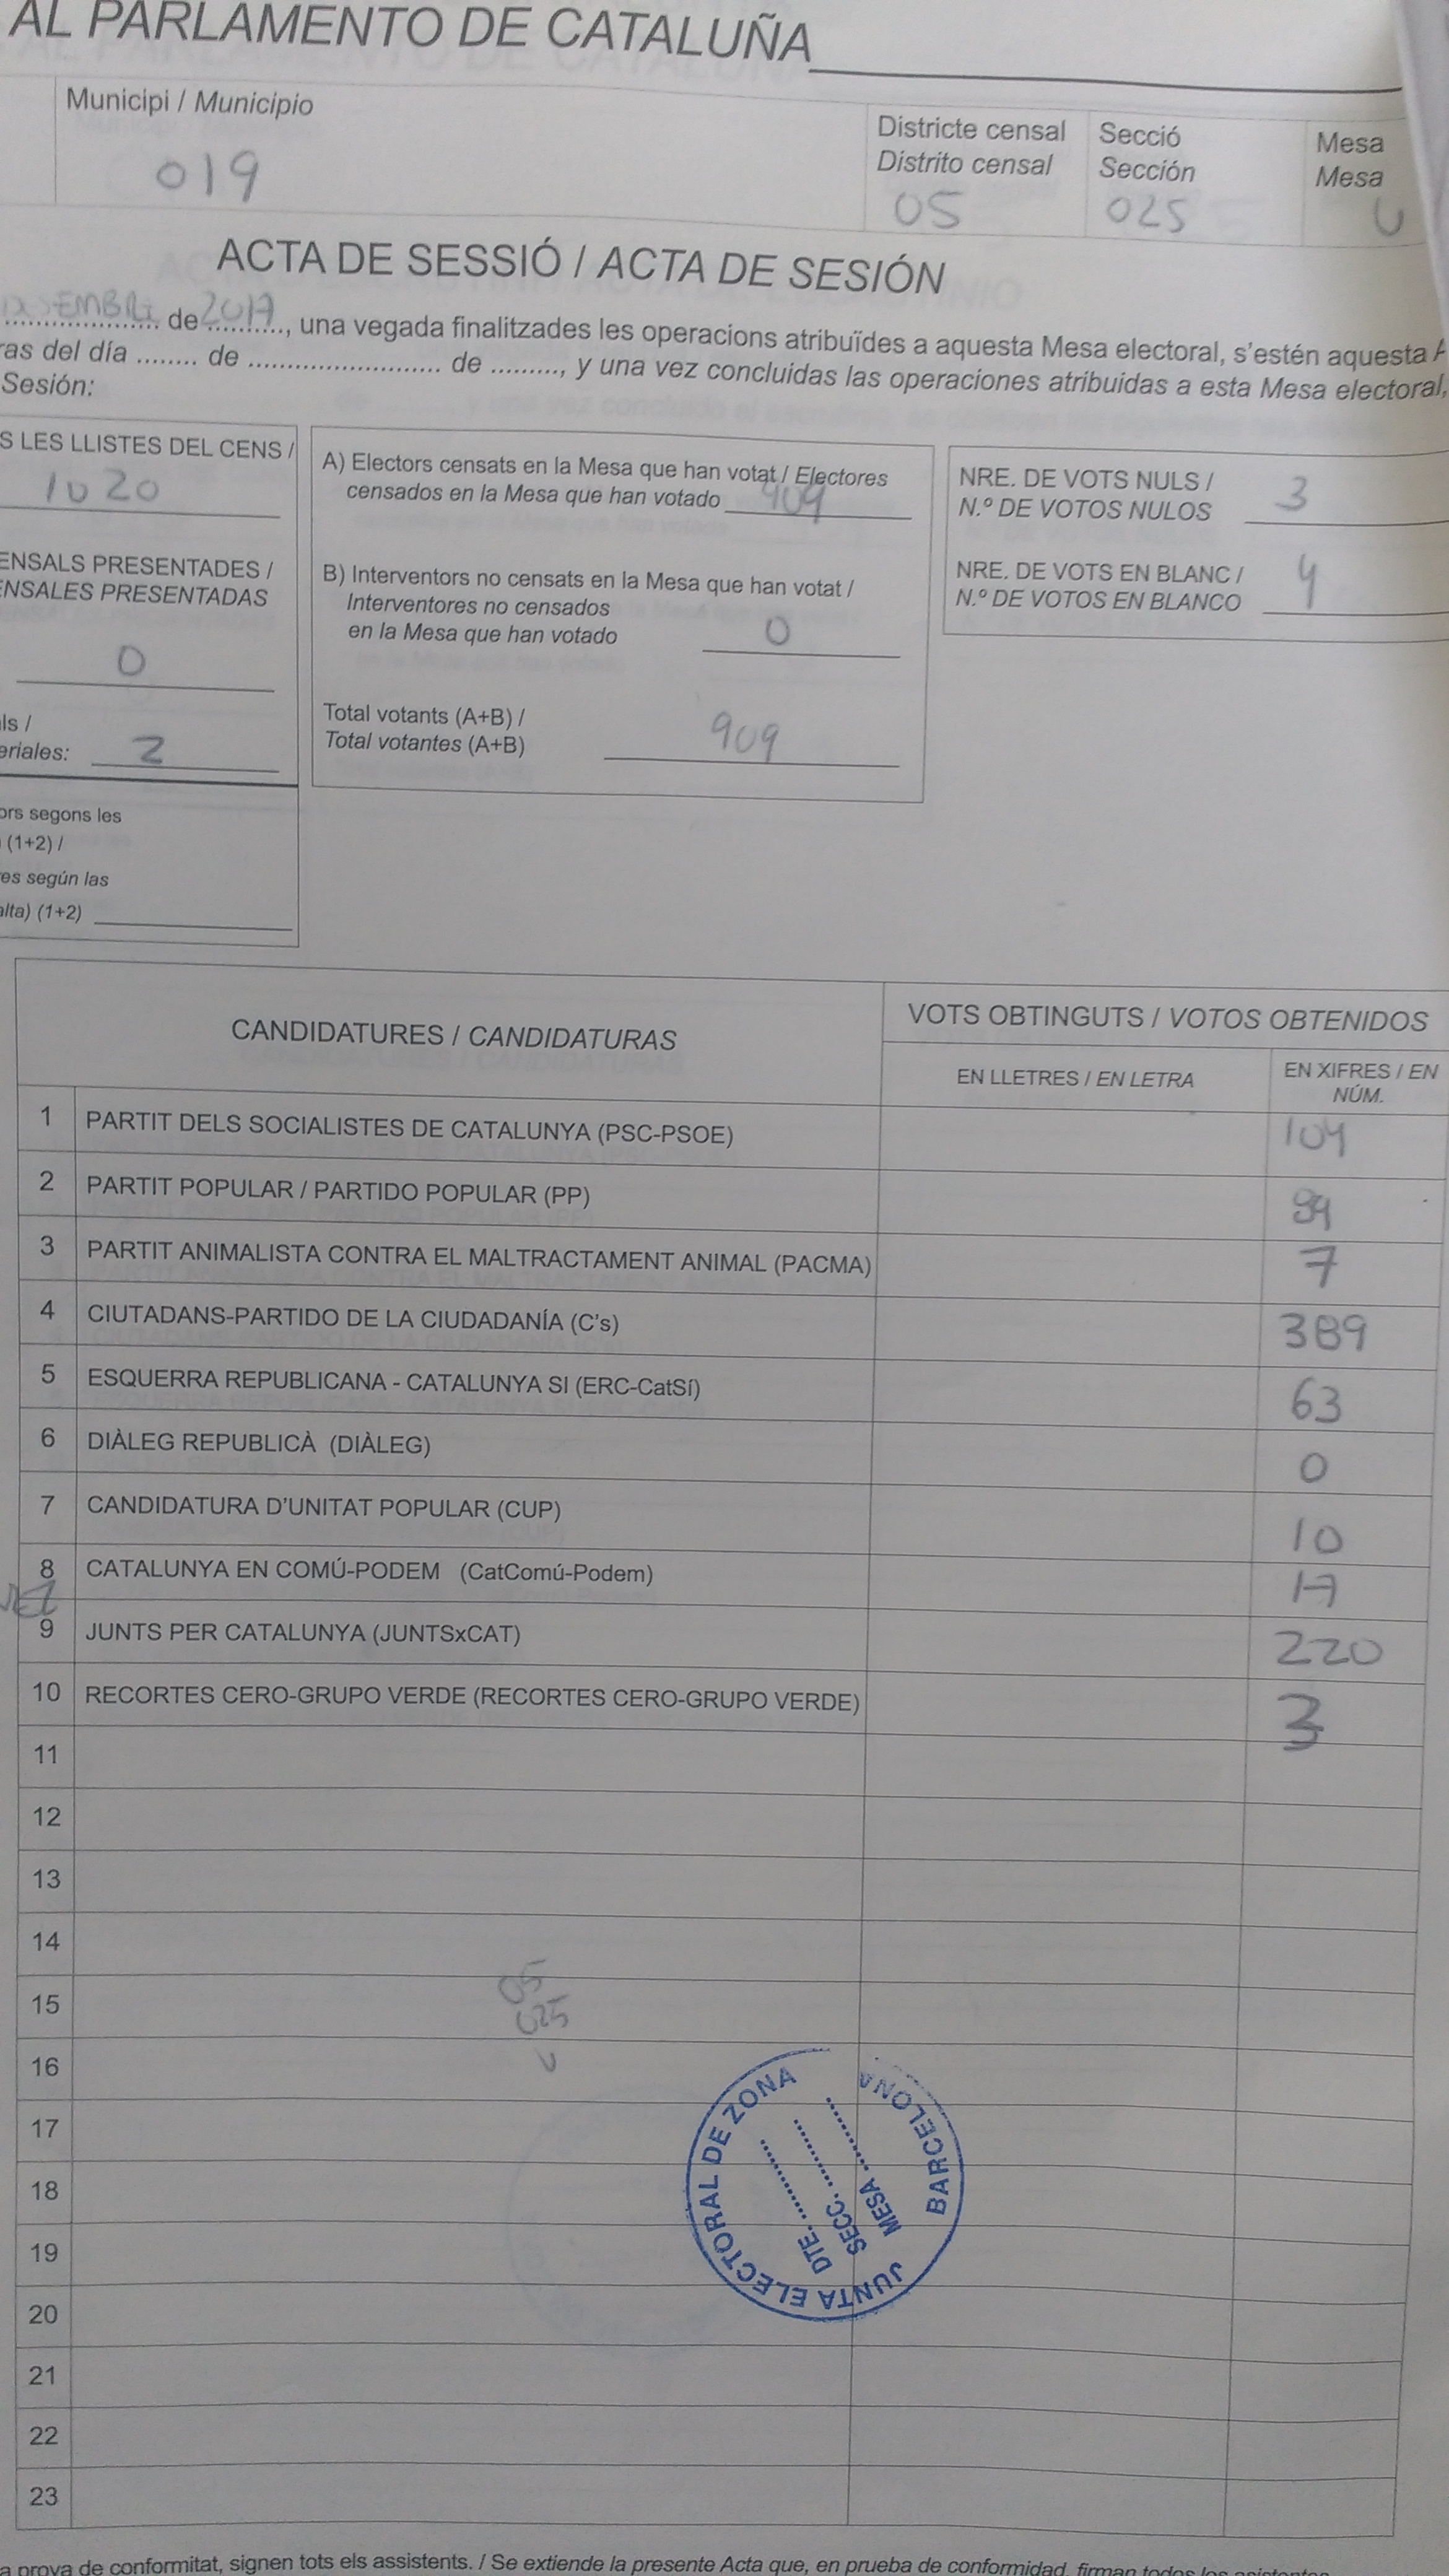 AL PARLAMENTO DE CATALUÑA
Municipi / Municipio
019
Districte censal
Distrito censal
05
Secció
Sección
025
Mesa
Mesa
U
ACTA DE SESSIÓ / ACTA DE SESIÓN
de 2017, una vegada finalitzades les operacions atribuïdes a aquesta Mesa electoral, s'estén aquesta
ras del día ........ de ........................ de ........., y una vez concluidas las operaciones atribuidas a esta Mesa electoral,
Sesión:
S LES LLISTES DEL CENS /
1020
ENSALS PRESENTADES /
ENSALES PRESENTADAS
0
ls /
eriales: 2
ors segons les
(1+2) /
es según las
alta) (1+2)
A) Electors censats en la Mesa que han votat / Electores
censados en la Mesa que han votado 909
B) Interventors no censats en la Mesa que han votat /
Interventores no censados
en la Mesa que han votado 0
Total votants (A+B) /
Total votantes (A+B) 909
NRE. DE VOTS NULS /
N.º DE VOTOS NULOS 3
NRE. DE VOTS EN BLANC /
N.º DE VOTOS EN BLANCO 4
CANDIDATURES / CANDIDATURAS
VOTS OBTINGUTS / VOTOS OBTENIDOS
EN LLETRES / EN LETRA
EN XIFRES / EN
NÚM.
1 PARTIT DELS SOCIALISTES DE CATALUNYA (PSC-PSOE) 104
2 PARTIT POPULAR / PARTIDO POPULAR (PP)
3 PARTIT ANIMALISTA CONTRA EL MALTRACTAMENT ANIMAL (PACMA) 7
4 CIUTADANS-PARTIDO DE LA CIUDADANÍA (C's) 389
5 ESQUERRA REPUBLICANA - CATALUNYA SI (ERC-CatSí) 63
6 DIÀLEG REPUBLICÀ (DIÀLEG) 0
7 CANDIDATURA D'UNITAT POPULAR (CUP) 10
8 CATALUNYA EN COMÚ-PODEM (CatComú-Podem) 17
9 JUNTS PER CATALUNYA (JUNTSxCAT) 220
10 RECORTES CERO-GRUPO VERDE (RECORTES CERO-GRUPO VERDE) 3
11
12
13
14
15
16
17
18
19
20
21
22
23
05
025
U
JUNTA ELECTORAL DE ZONA
BARCELONA
DTE. ............
SECC. ..........
MESA ............
a prova de conformitat, signen tots els assistents. / Se extiende la presente Acta que, en prueba de conformidad, firman todos los asistentes